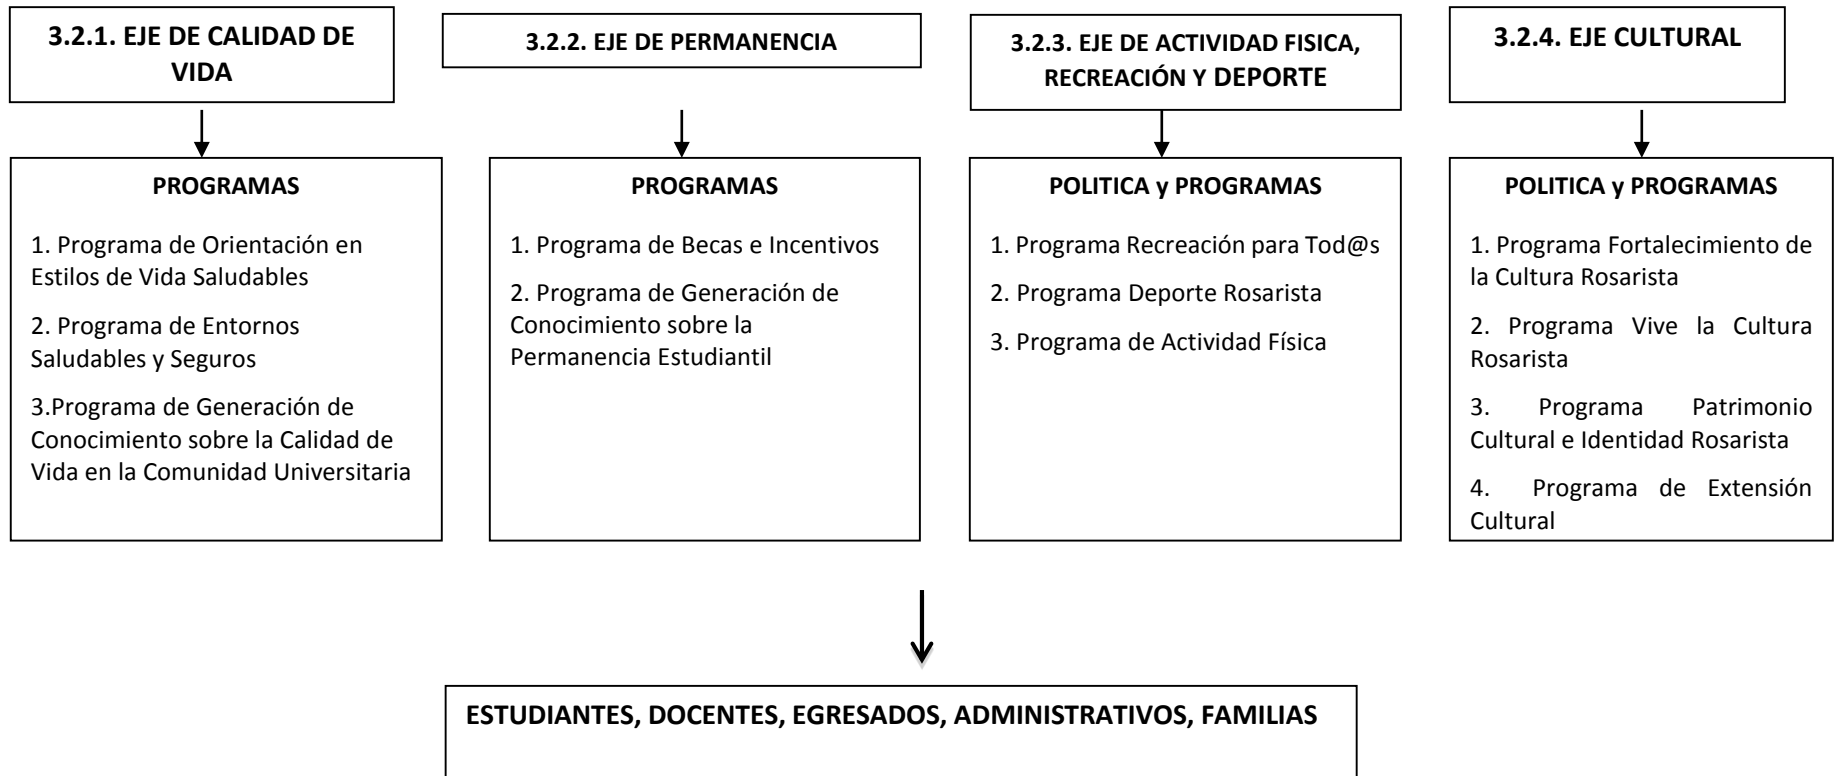 3.2.1. EJE DE CALIDAD DE
VIDA
3.2.2. EJE DE PERMANENCIA
3.2.3. EJE DE ACTIVIDAD FISICA,
RECREACIÓN Y DEPORTE
3.2.4. EJE CULTURAL
PROGRAMAS
1. Programa de Orientación en
Estilos de Vida Saludables
2. Programa de Entornos
Saludables y Seguros
3.Programa de Generación de
Conocimiento sobre la Calidad de
Vida en la Comunidad Universitaria
PROGRAMAS
1. Programa de Becas e Incentivos
2. Programa de Generación de
Conocimiento sobre la
Permanencia Estudiantil
POLITICA y PROGRAMAS
1. Programa Recreación para Tod@s
2. Programa Deporte Rosarista
3. Programa de Actividad Física
POLITICA y PROGRAMAS
1. Programa Fortalecimiento de
la Cultura Rosarista
2. Programa Vive la Cultura
Rosarista
3. Programa Patrimonio
Cultural e Identidad Rosarista
4. Programa de Extensión
Cultural
ESTUDIANTES, DOCENTES, EGRESADOS, ADMINISTRATIVOS, FAMILIAS